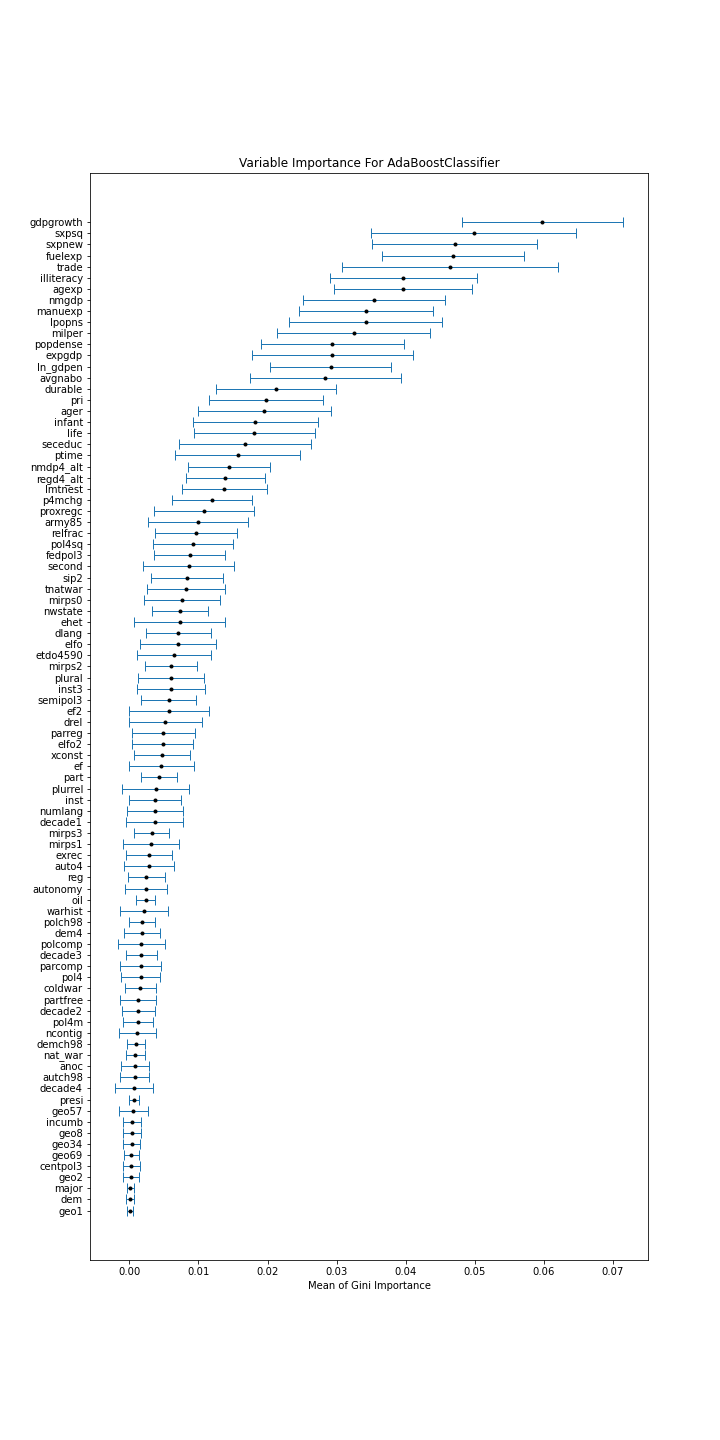 Variable Importance For AdaBoostClassifier
gdpgrowth
sxpsq
sxpnew
fuelexp
trade
illiteracy
agexp
nmgdp
manuexp
lpopns
milper
popdense
expgdp
ln_gdpen
avgnabo
durable
pri
ager
infant
life
seceduc
ptime
nmdp4_alt
regd4_alt
lmtnest
p4mchg
proxregc
army85
relfrac
pol4sq
fedpol3
second
sip2
tnatwar
mirps0
nwstate
ehet
dlang
elfo
etdo4590
mirps2
plural
inst3
semipol3
ef2
drel
parreg
elfo2
xconst
ef
part
plurrel
inst
numlang
decade1
mirps3
mirps1
exrec
auto4
reg
autonomy
oil
warhist
polch98
dem4
polcomp
decade3
parcomp
pol4
coldwar
partfree
decade2
pol4m
ncontig
demch98
nat_war
anoc
autch98
decade4
presi
geo57
incumb
geo8
geo34
geo69
centpol3
geo2
major
dem
geo1
0.00 0.01 0.02 0.03 0.04 0.05 0.06 0.07
Mean of Gini Importance